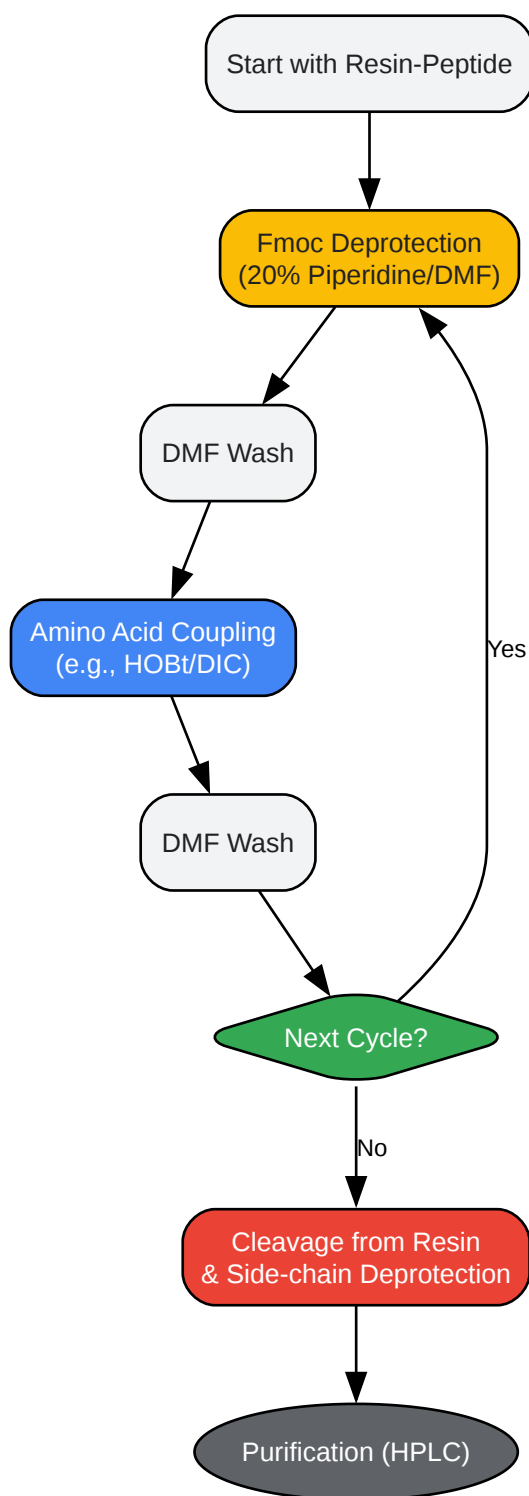 Start with Resin-Peptide
Fmoc Deprotection
(20% Piperidine/DMF)
DMF Wash
Amino Acid Coupling
(e.g., HOBt/DIC)
Yes
DMF Wash
Next Cycle?
No
Cleavage from Resin
& Side-chain Deprotection
Purification (HPLC)